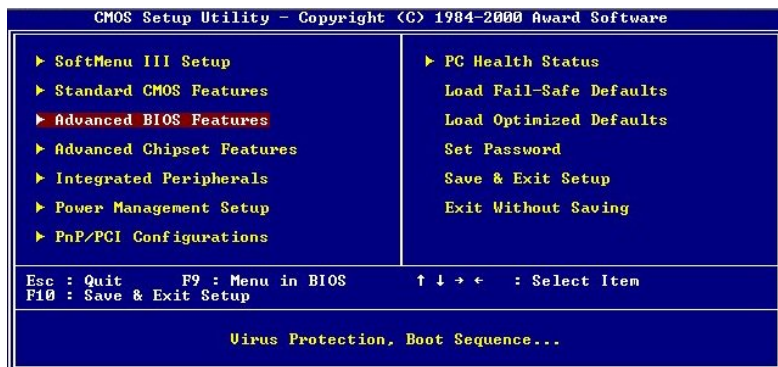 CMOS Setup Utility - Copyright (C) 1984-2000 Award Software
▶ SoftMenu III Setup
▶ Standard CMOS Features
▶ Advanced BIOS Features
▶ Advanced Chipset Features
▶ Integrated Peripherals
▶ Power Management Setup
▶ PnP/PCI Configurations
▶ PC Health Status
Load Fail-Safe Defaults
Load Optimized Defaults
Set Password
Save & Exit Setup
Exit Without Saving
Esc : Quit F9 : Menu in BIOS ↑ ↓ → ← : Select Item
F10 : Save & Exit Setup
Virus Protection, Boot Sequence...